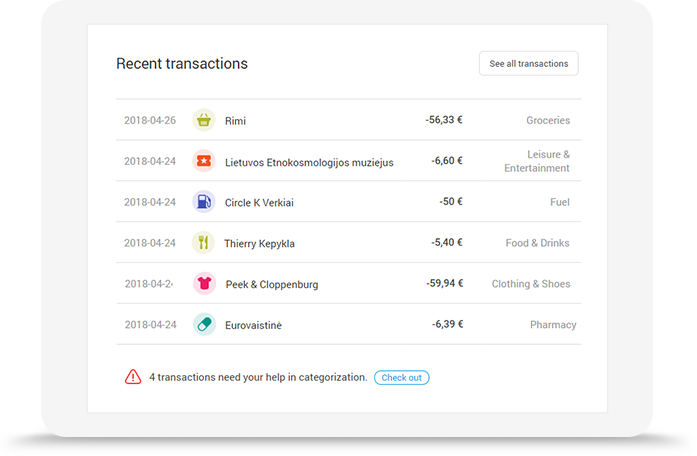 Recent transactions
See all transactions
2018-04-26 Rimi -56,33 € Groceries
2018-04-24 Lietuvos Etnokosmologijos muziejus -6,60 € Leisure &
Entertainment
2018-04-24 Circle K Verkiai -50 € Fuel
2018-04-24 Thierry Kepykla -5,40 € Food & Drinks
2018-04-2 Peek & Cloppenburg -59,94 € Clothing & Shoes
2018-04-24 Eurovaistinė -6,39 € Pharmacy
4 transactions need your help in categorization. Check out